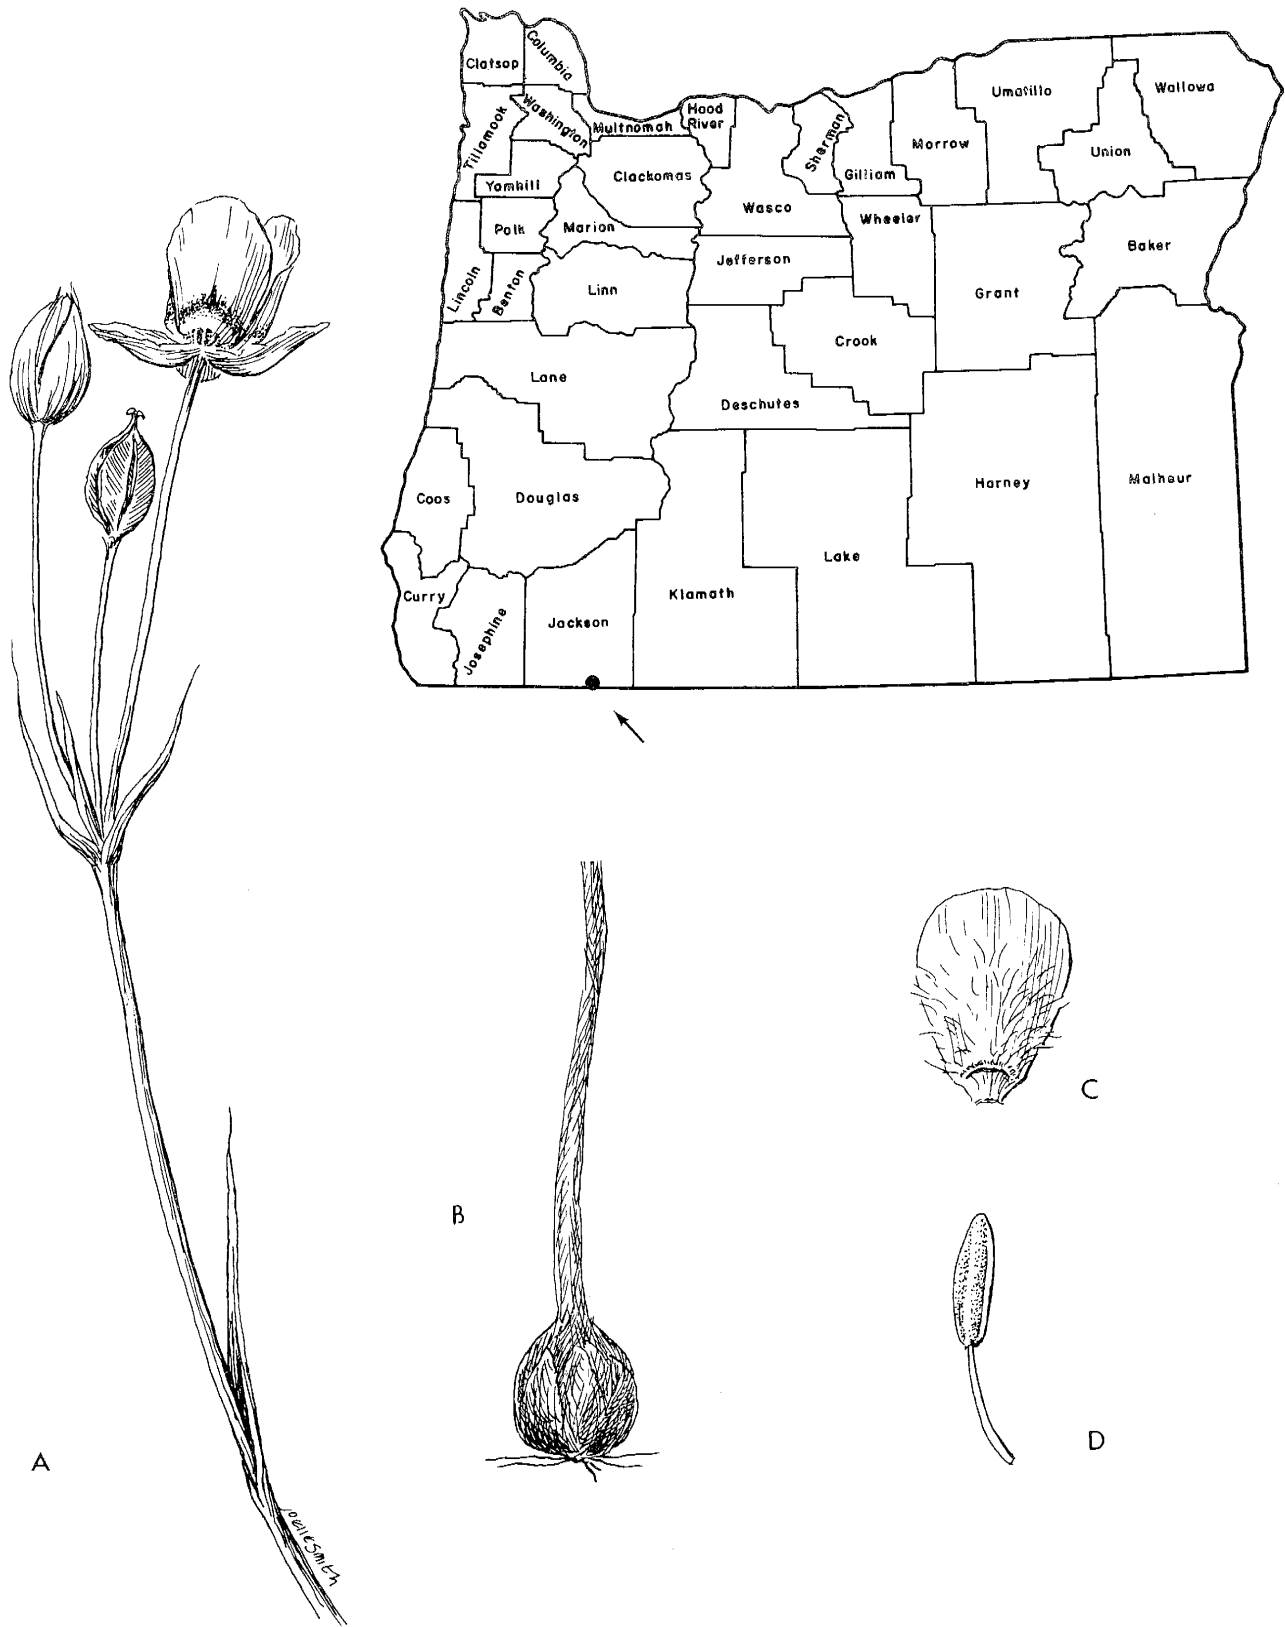 Clatsop
Columbia
Tillamook
Washington
Multnomah
Hood
River
Sherman
Gilliam
Morrow
Umatilla
Wallowa
Union
Yamhill
Clackamas
Wasco
Wheeler
Polk
Marion
Jefferson
Baker
Lincoln
Benton
Linn
Grant
Crook
Lane
Deschutes
Coos
Douglas
Harney
Malheur
Lake
Curry
Josephine
Jackson
Klamath
B
C
A
D